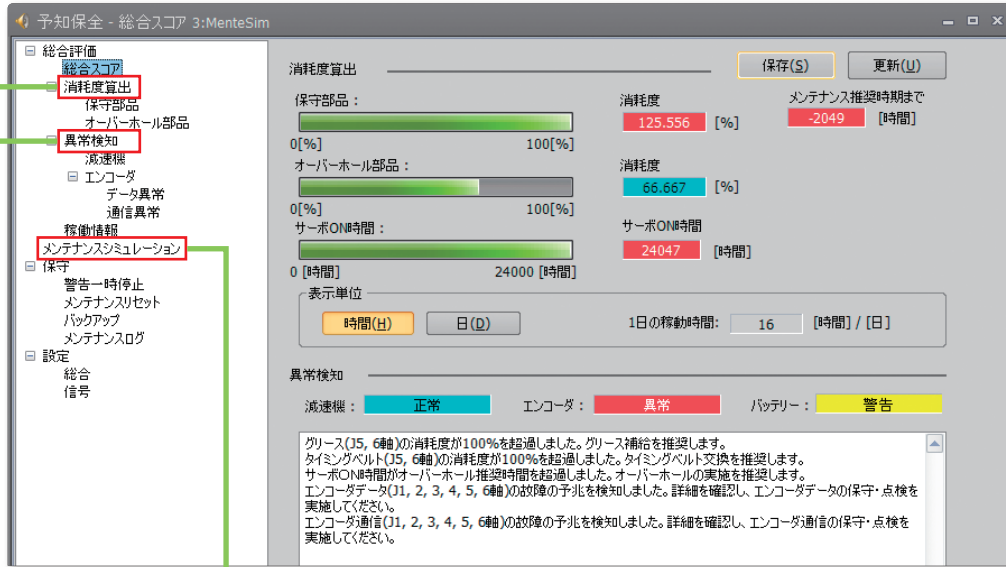 予知保全 - 総合スコア 3:MenteSim
総合評価
総合スコア
消耗度算出
保守部品
オーバーホール部品
異常検知
減速機
エンコーダ
データ異常
通信異常
稼働情報
メンテナンスシミュレーション
保守
警告一時停止
メンテナンスリセット
バックアップ
メンテナンスログ
設定
総合
信号
消耗度算出
保存(S)
更新(U)
保守部品：
消耗度
メンテナンス推奨時期まで
125.556 [%]
-2049 [時間]
0[%]
100[%]
オーバーホール部品：
消耗度
66.667 [%]
0[%]
100[%]
サーボON時間：
サーボON時間
24047 [時間]
0 [時間]
24000 [時間]
表示単位
時間(H)
日(D)
1日の稼動時間: 16 [時間] / [日]
異常検知
減速機： 正常
エンコーダ： 異常
バッテリー： 警告
グリース(J5, 6軸)の消耗度が100%を超過しました。グリース補給を推奨します。
タイミングベルト(J5, 6軸)の消耗度が100%を超過しました。タイミングベルト交換を推奨します。
サーボON時間がオーバーホール推奨時間を超過しました。オーバーホールの実施を推奨します。
エンコーダデータ(J1, 2, 3, 4, 5, 6軸)の故障の予兆を検知しました。詳細を確認し、エンコーダデータの保守・点検を
実施してください。
エンコーダ通信(J1, 2, 3, 4, 5, 6軸)の故障の予兆を検知しました。詳細を確認し、エンコーダ通信の保守・点検を
実施してください。